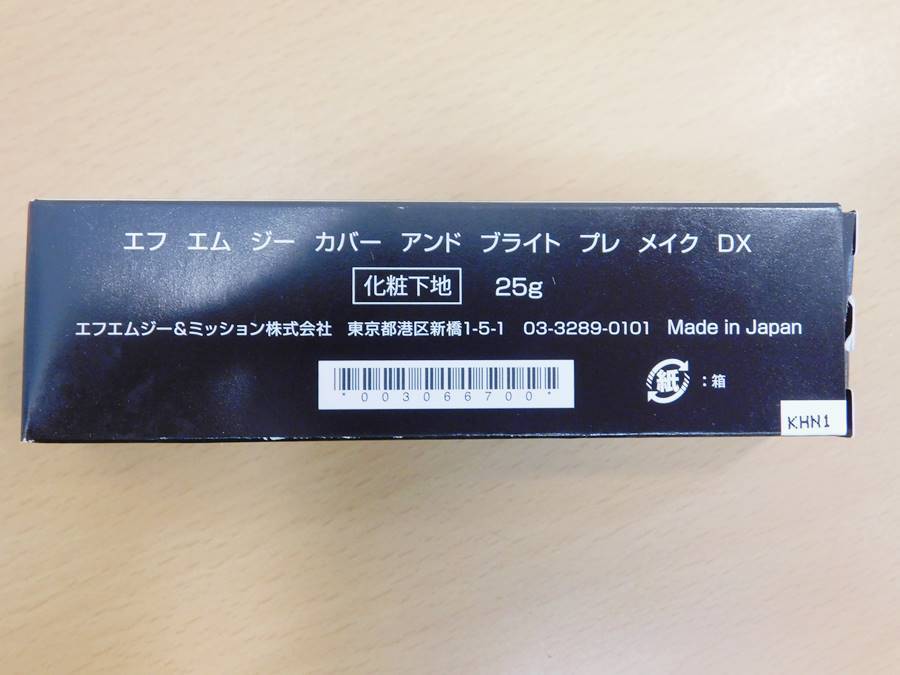 エフ エム ジー カバー アンド ブライト プレ メイク DX
化粧下地 25g
エフエムジー&ミッション株式会社 東京都港区新橋1-5-1 03-3289-0101 Made in Japan
*003066700*
紙:箱
KHN1